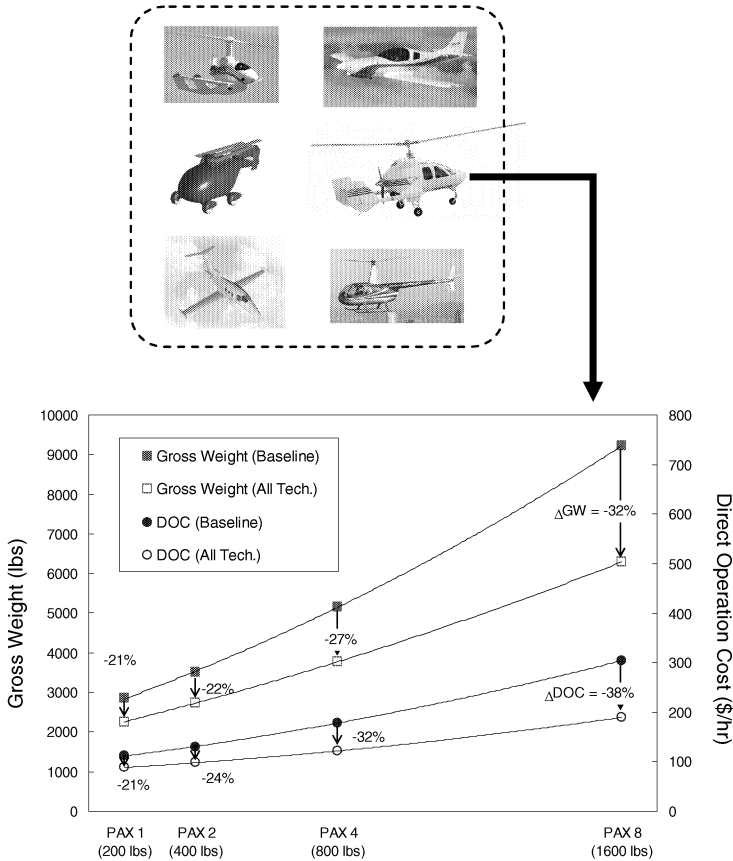 10000
9000
8000
7000
6000
5000
4000
3000
2000
1000
0
Gross Weight (lbs)
Gross Weight (Baseline)
Gross Weight (All Tech.)
DOC (Baseline)
DOC (All Tech.)
800
700
600
500
400
300
200
100
0
Direct Operation Cost ($/hr)
ΔGW = -32%
-27%
-21%
-22%
ΔDOC = -38%
-32%
-21%
-24%
PAX 1
(200 lbs)
PAX 2
(400 lbs)
PAX 4
(800 lbs)
PAX 8
(1600 lbs)